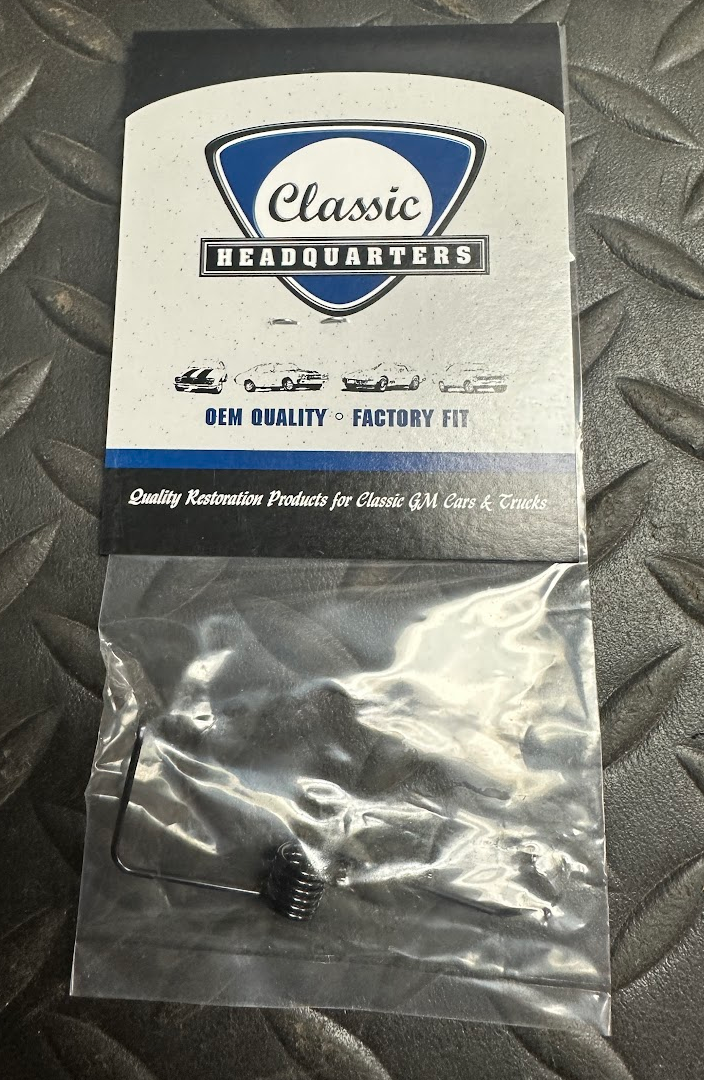 Classic
HEADQUARTERS
OEM QUALITY ◦ FACTORY FIT
Quality Restoration Products for Classic GM Cars & Trucks